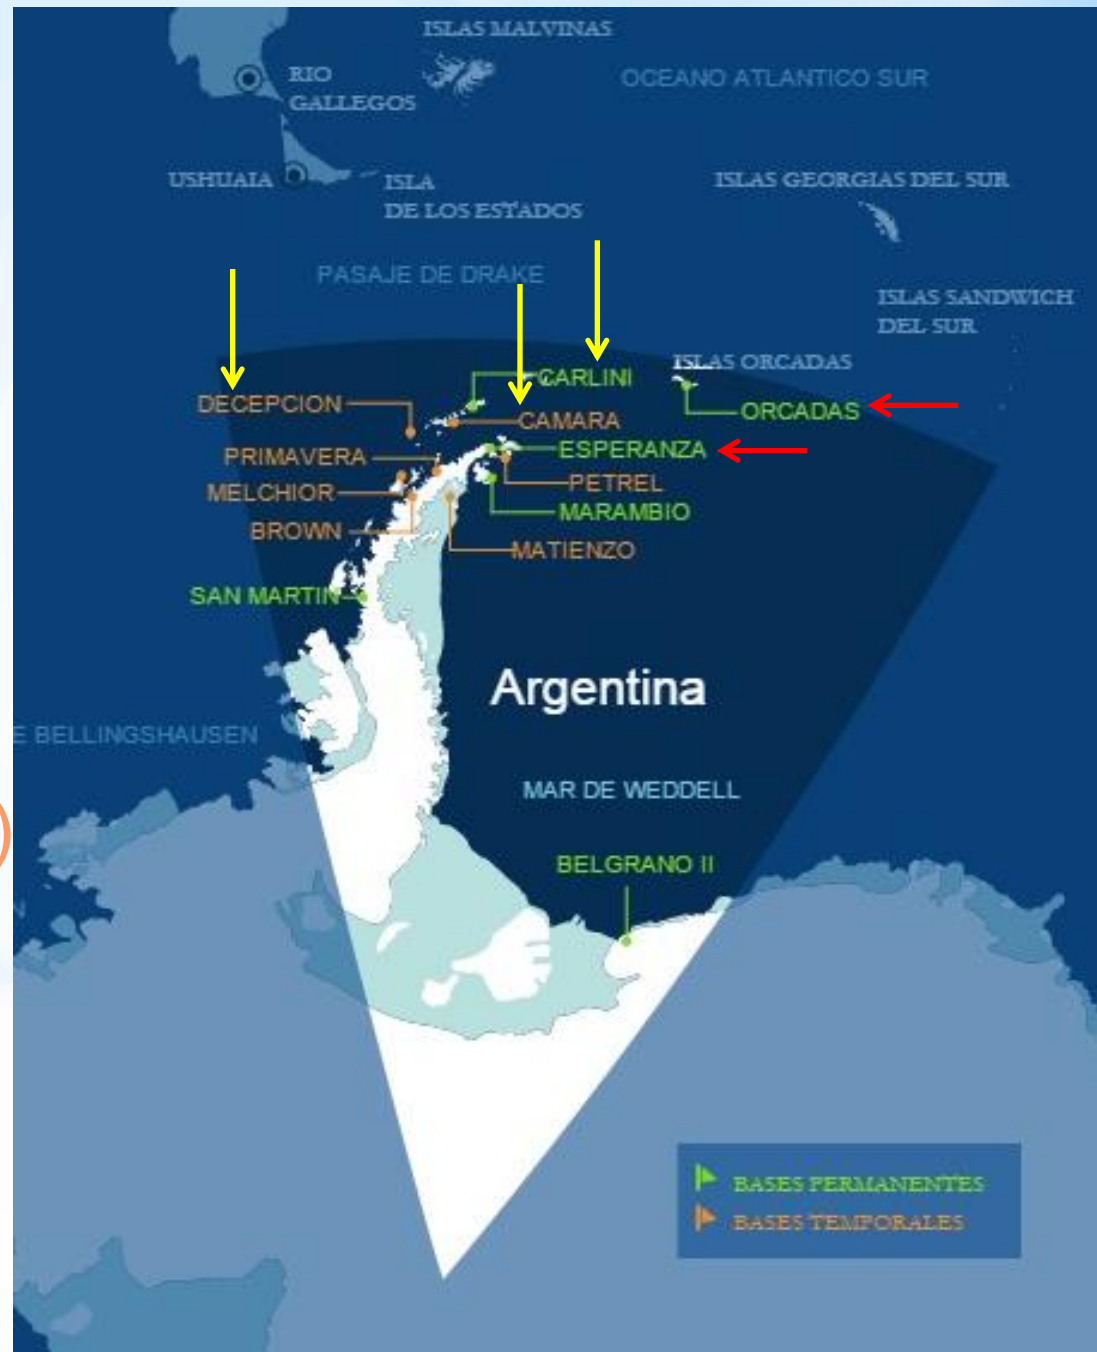 ISLAS MALVINAS
RIO
GALLEGOS
OCEANO ATLANTICO SUR
USHUAIA
ISLA
DE LOS ESTADOS
ISLAS GEORGIAS DEL SUR
PASAJE DE DRAKE
ISLAS SANDWICH
DEL SUR
ISLAS ORCADAS
CARLINI
DECEPCION
ORCADAS
CAMARA
ESPERANZA
PRIMAVERA
PETREL
MELCHIOR
MARAMBIO
BROWN
MATIENZO
SAN MARTIN
Argentina
E BELLINGSHAUSEN
MAR DE WEDDELL
BELGRANO II
BASES PERMANENTES
BASES TEMPORALES